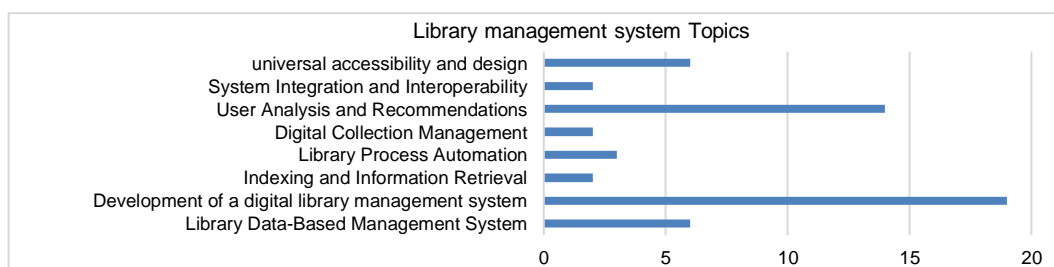 Library management system Topics
universal accessibility and design
System Integration and Interoperability
User Analysis and Recommendations
Digital Collection Management
Library Process Automation
Indexing and Information Retrieval
Development of a digital library management system
Library Data-Based Management System
0 5 10 15 20